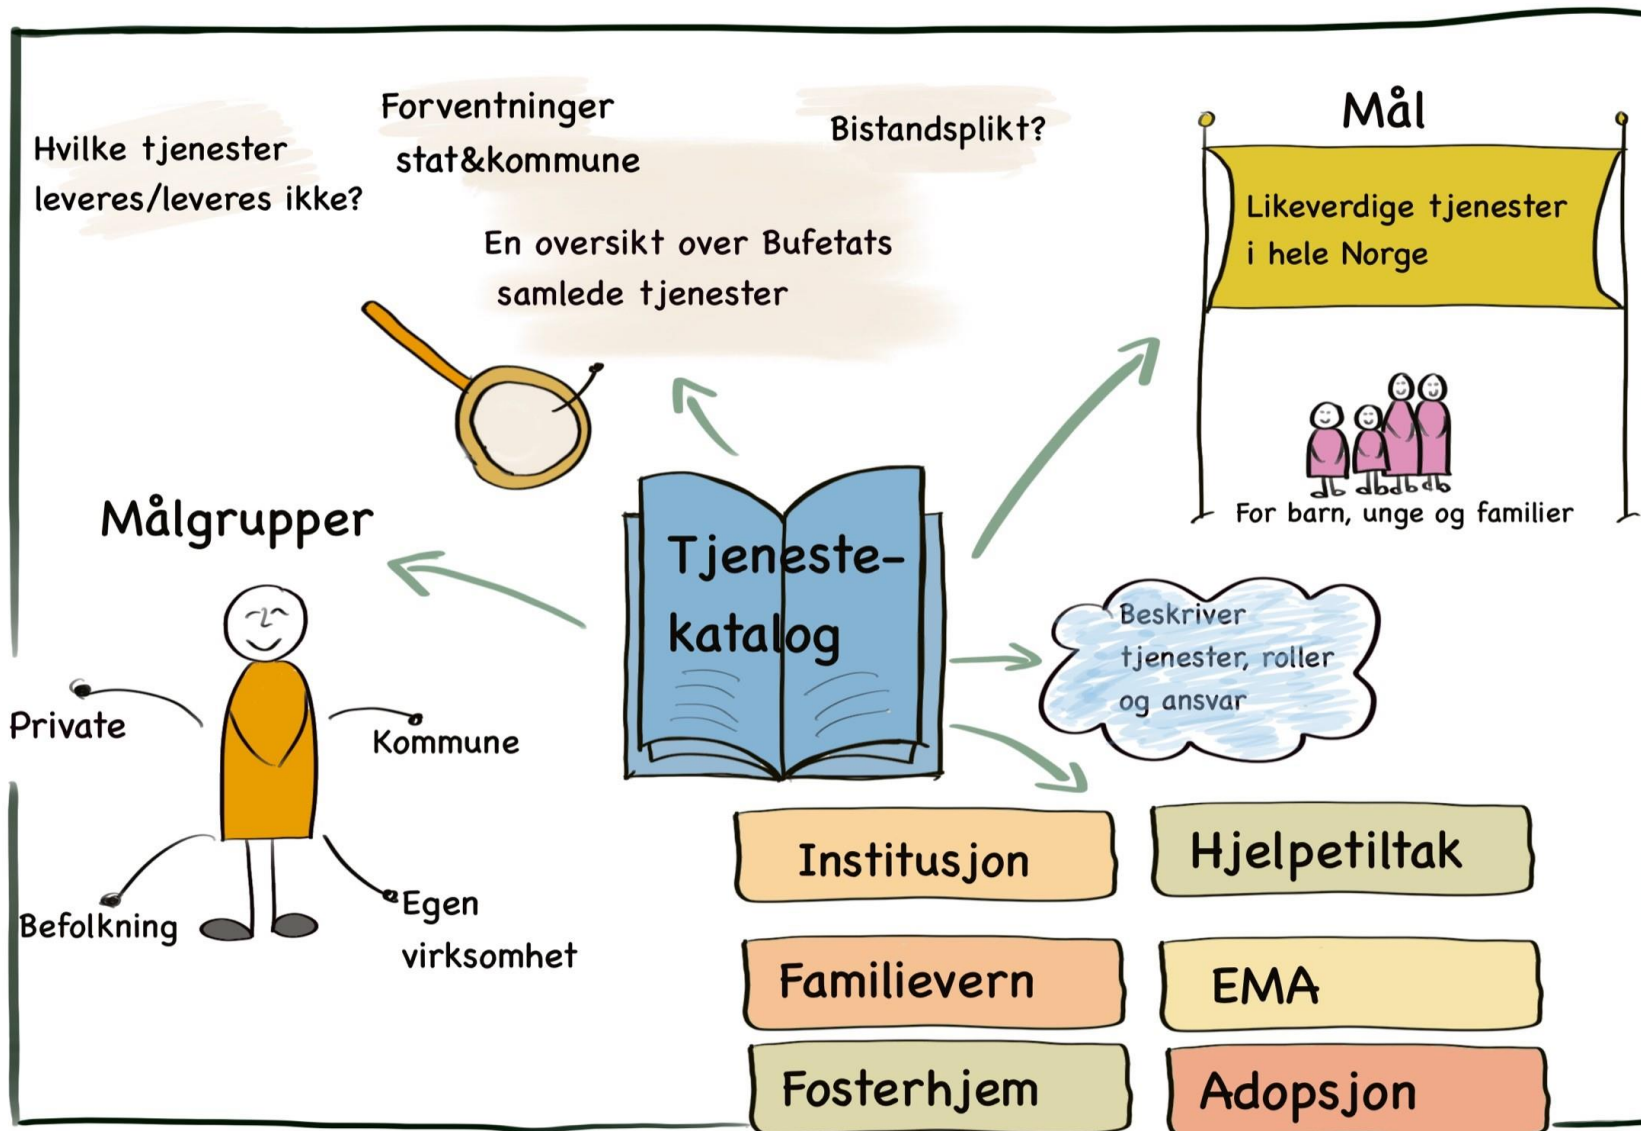 Hvilke tjenester
leveres/leveres ikke?
Forventninger
stat&kommune
Bistandsplikt?
En oversikt over Bufetats
samlede tjenester
Mål
Likeverdige tjenester
i hele Norge
For barn, unge og familier
Målgrupper
Private
Kommune
Befolkning
Egen
virksomhet
Tjeneste-
katalog
Beskriver
tjenester, roller
og ansvar
Institusjon
Hjelpetiltak
Familievern
EMA
Fosterhjem
Adopsjon